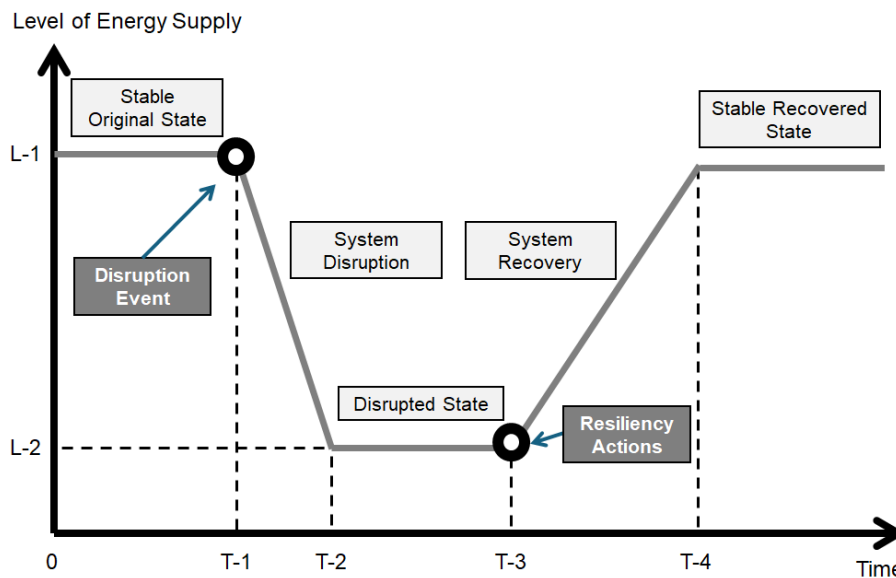 Level of Energy Supply
Stable
Original State
Stable Recovered
State
L-1
System
Disruption
System
Recovery
Disruption
Event
Disrupted State
Resiliency
Actions
L-2
0
T-1
T-2
T-3
T-4
Time